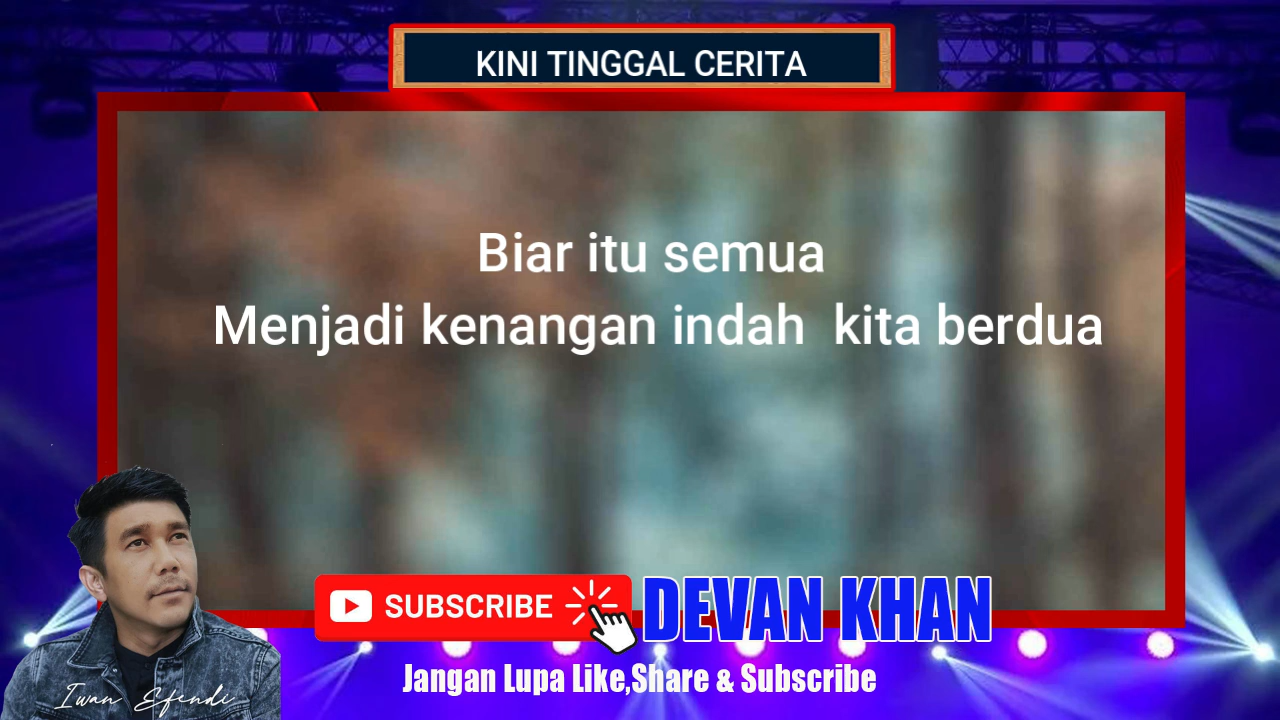 KINI TINGGAL CERITA
Biar itu semua
Menjadi kenangan indah  kita berdua
SUBSCRIBE
DEVAN KHAN
Jangan Lupa Like,Share & Subscribe
Iwan Efendi